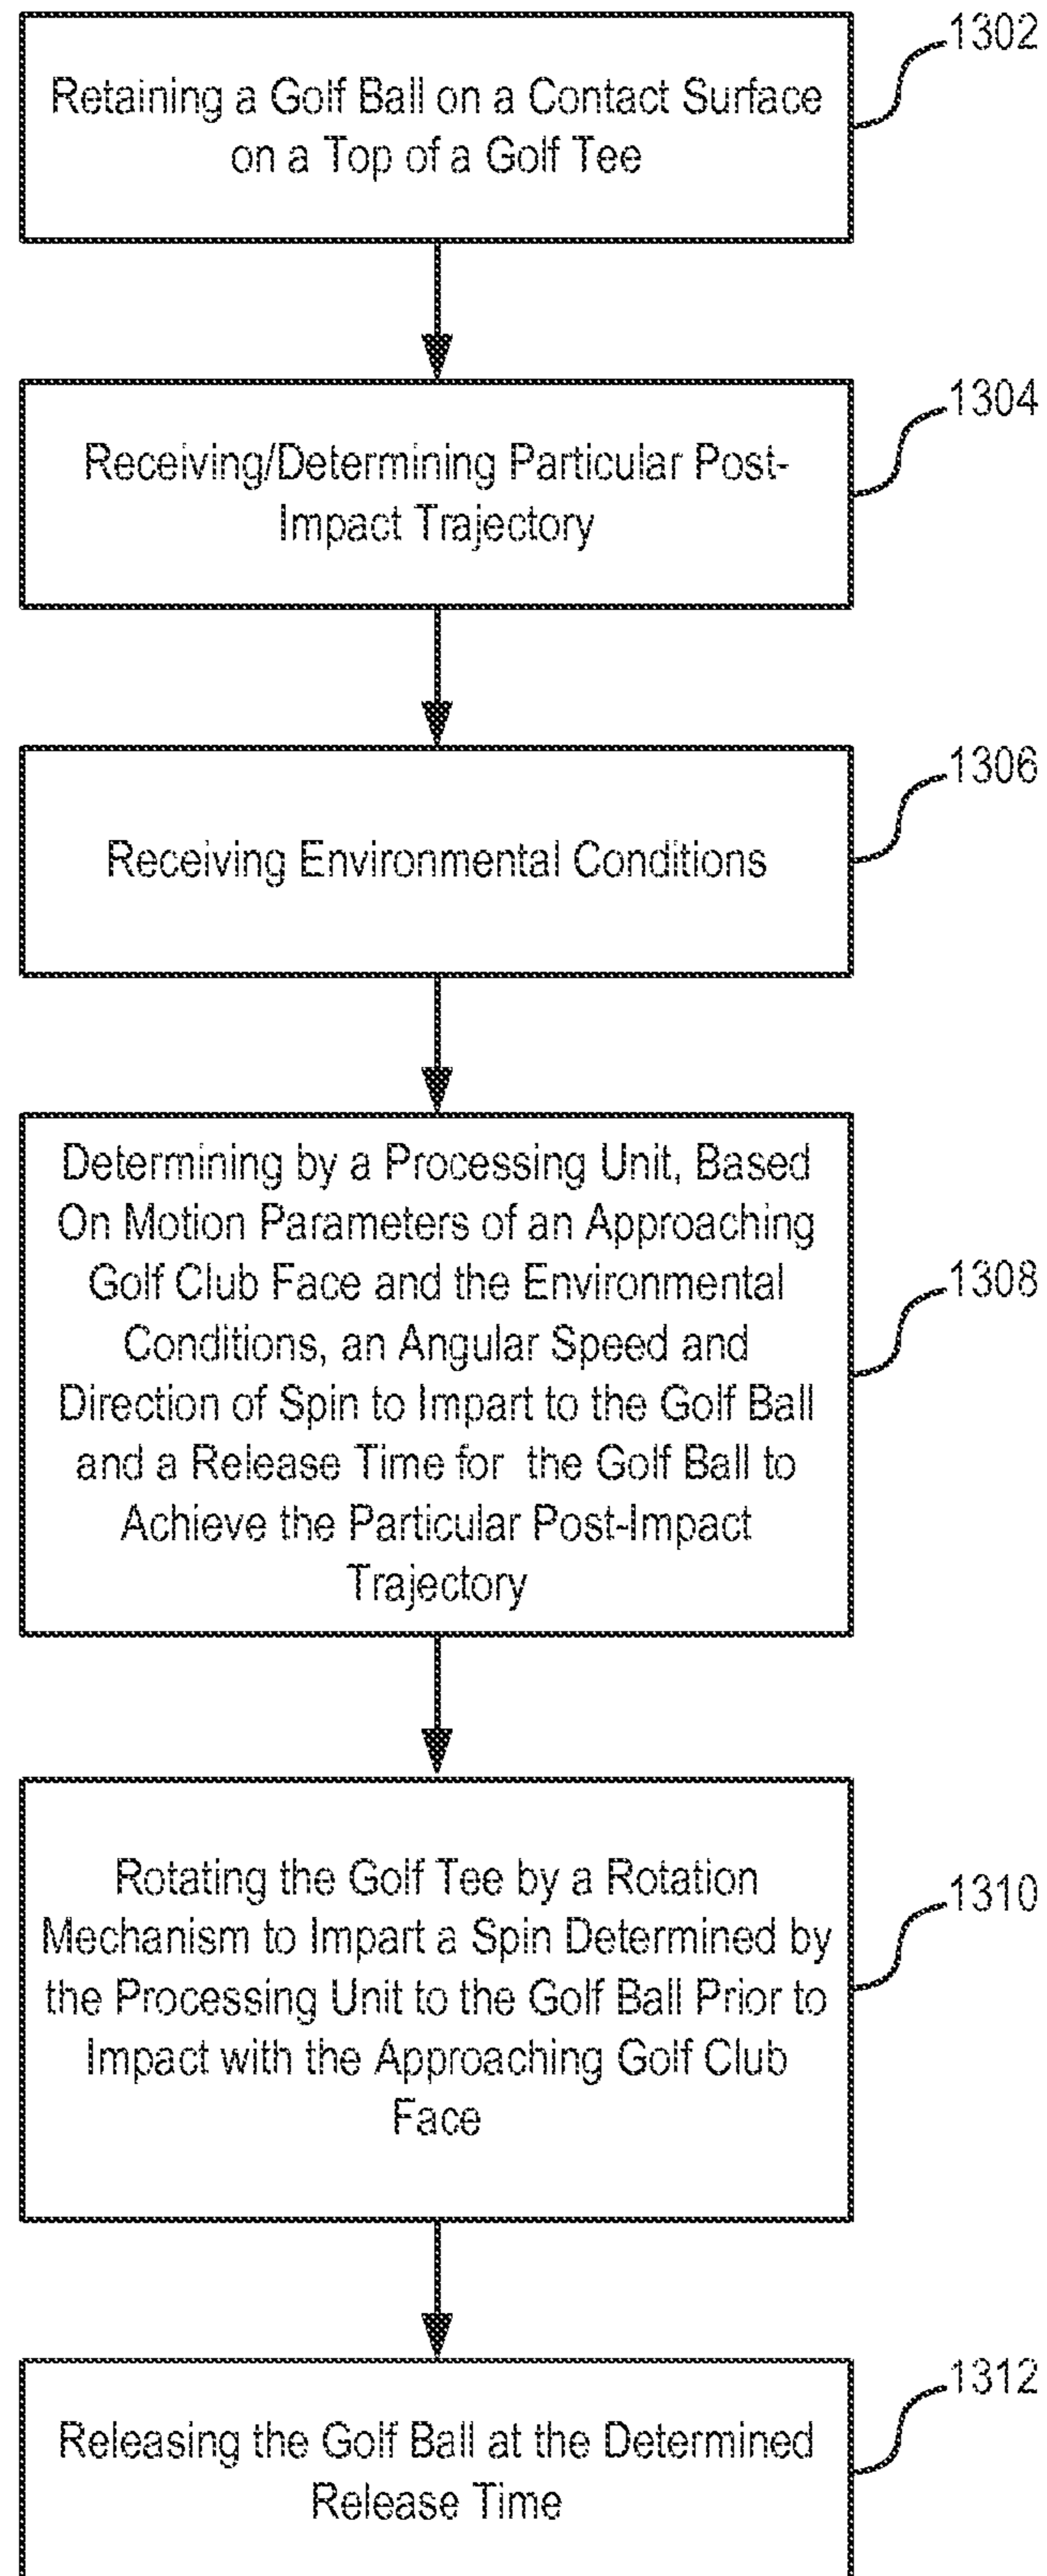 1302
Retaining a Golf Ball on a Contact Surface
on a Top of a Golf Tee
1304
Receiving/Determining Particular Post-
Impact Trajectory
1306
Receiving Environmental Conditions
Determining by a Processing Unit, Based
On Motion Parameters of an Approaching
Golf Club Face and the Environmental
1308
Conditions, an Angular Speed and
Direction of Spin to Impart to the Golf Ball
and a Release Time for the Golf Ball to
Achieve the Particular Post-Impact
Trajectory
Rotating the Golf Tee by a Rotation
1310
Mechanism to Impart a Spin Determined by
the Processing Unit to the Golf Ball Prior to
Impact with the Approaching Golf Club
Face
1312
Releasing the Golf Ball at the Determined
Release Time